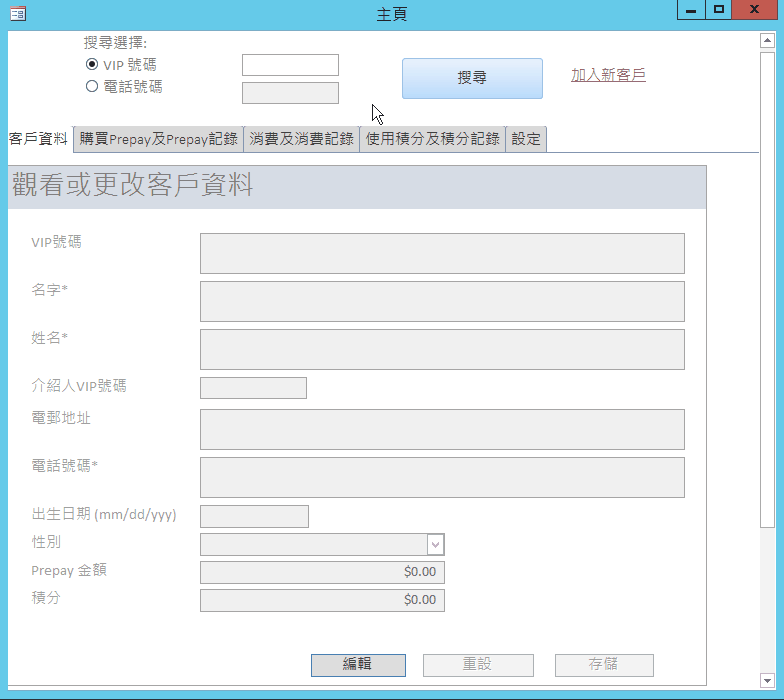 主頁
搜尋選擇:
VIP 號碼
電話號碼
搜尋
加入新客戶
客戶資料 購買Prepay及Prepay記錄 消費及消費記錄 使用積分及積分記錄 設定
觀看或更改客戶資料
VIP號碼
名字*
姓名*
介紹人VIP號碼
電郵地址
電話號碼*
出生日期 (mm/dd/yyy)
性別
Prepay 金額 $0.00
積分 $0.00
編輯 重設 存儲